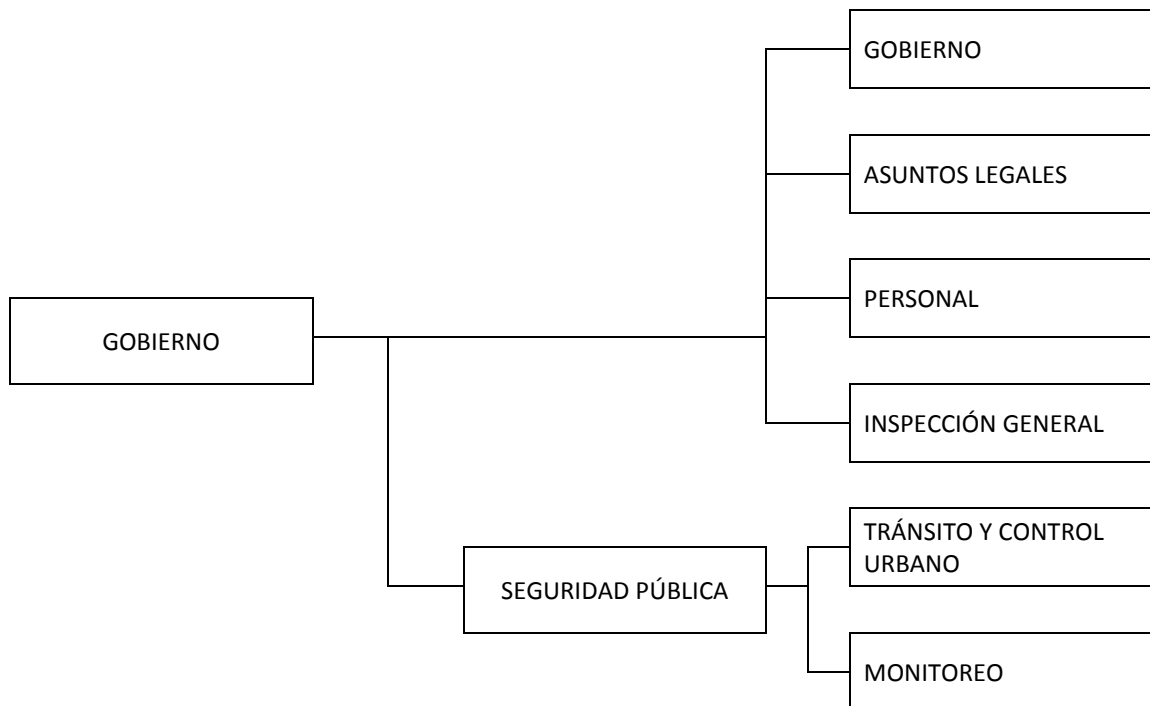 GOBIERNO
ASUNTOS LEGALES
PERSONAL
GOBIERNO
INSPECCIÓN GENERAL
TRÁNSITO Y CONTROL
URBANO
SEGURIDAD PÚBLICA
MONITOREO